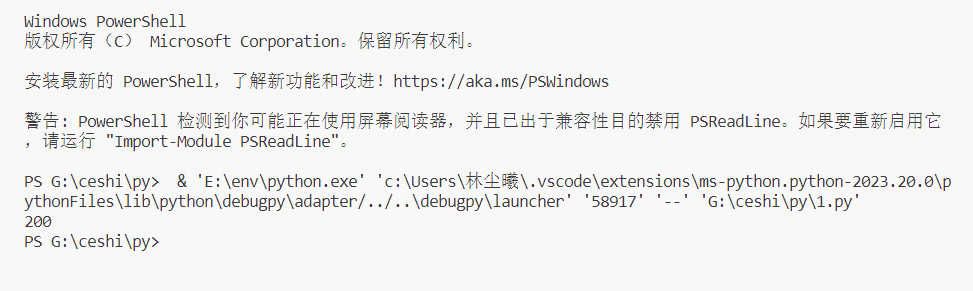 Windows PowerShell
版权所有（C） Microsoft Corporation。保留所有权利。
安装最新的 PowerShell，了解新功能和改进！https://aka.ms/PSWindows
警告: PowerShell 检测到你可能正在使用屏幕阅读器，并且已出于兼容性目的禁用 PSReadLine。如果要重新启用它
，请运行 "Import-Module PSReadLine"。
PS G:\ceshi\py>  & 'E:\env\python.exe' 'c:\Users\林尘曦\.vscode\extensions\ms-python.python-2023.20.0\p
ythonFiles\lib\python\debugpy\adapter/../..\debugpy\launcher' '58917' '--' 'G:\ceshi\py\1.py'
200
PS G:\ceshi\py>